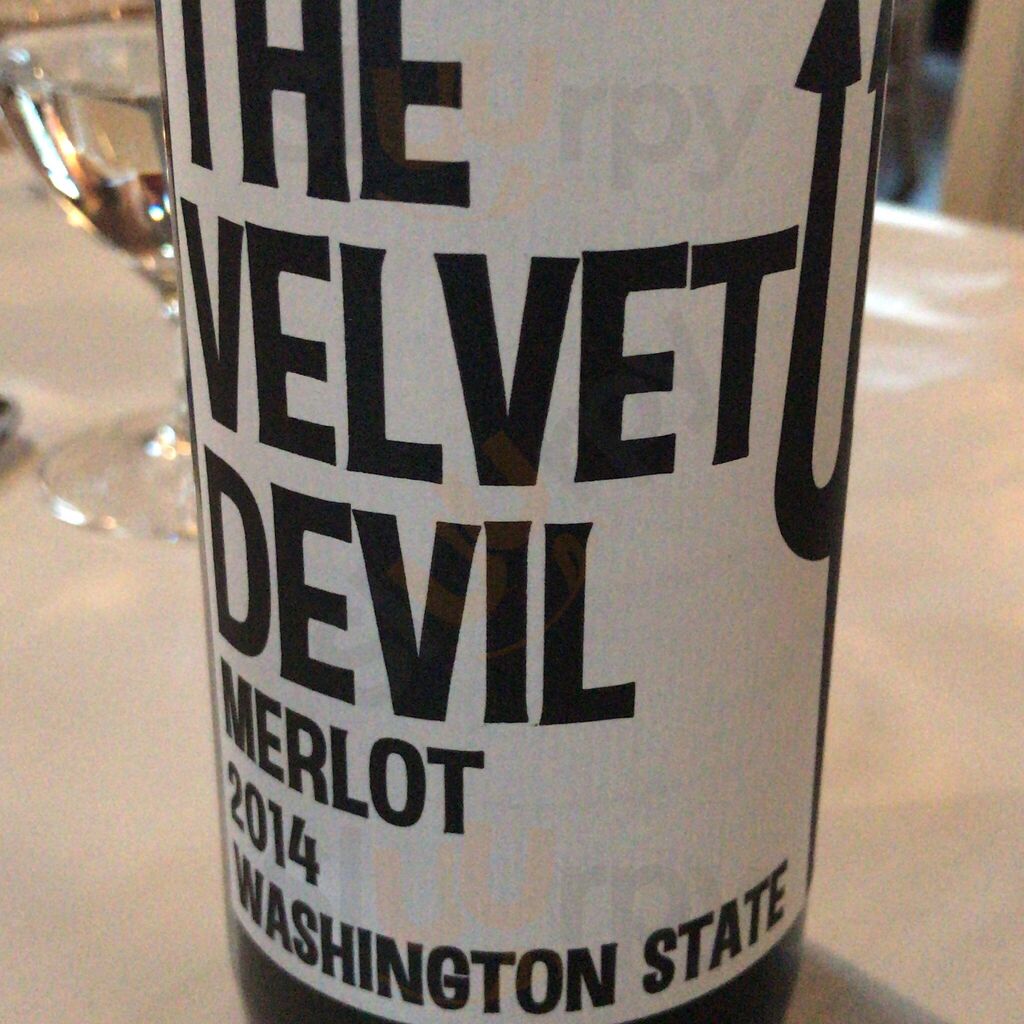 THE
VELVET
DEVIL
MERLOT
2014
WASHINGTON STATE